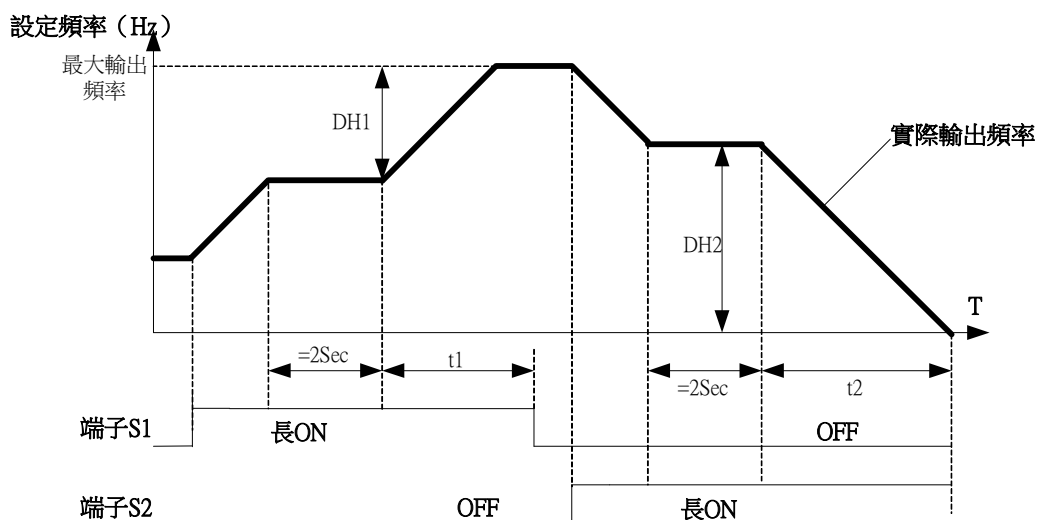 設定頻率（Hz）
最大輸出
頻率
DH1
實際輸出頻率
DH2
T
=2Sec
t1
=2Sec
t2
端子S1
長ON
OFF
端子S2
OFF
長ON